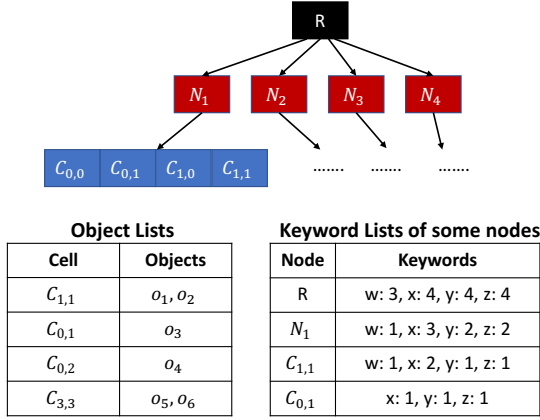 R
N₁ N₂ N₃ N₄
C₀,₀ C₀,₁ C₁,₀ C₁,₁ ....... ....... .......
Object Lists
Cell Objects
C₁,₁ o₁, o₂
C₀,₁ o₃
C₀,₂ o₄
C₃,₃ o₅, o₆
Keyword Lists of some nodes
Node Keywords
R w: 3, x: 4, y: 4, z: 4
N₁ w: 1, x: 3, y: 2, z: 2
C₁,₁ w: 1, x: 2, y: 1, z: 1
C₀,₁ x: 1, y: 1, z: 1